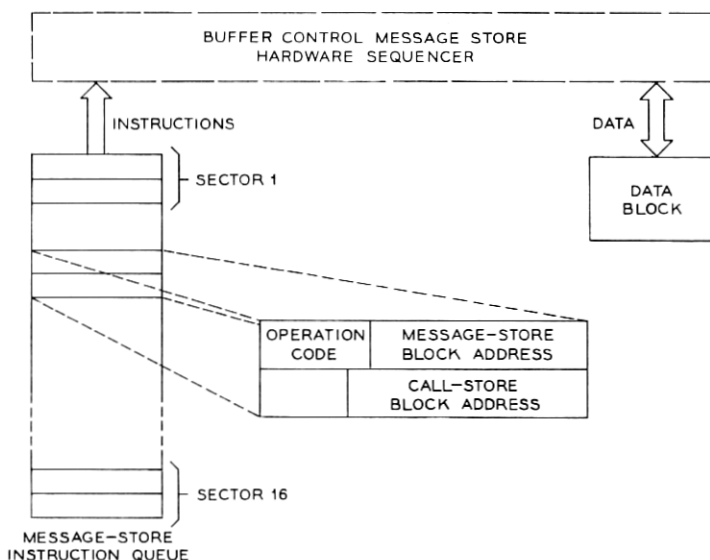 BUFFER CONTROL MESSAGE STORE
HARDWARE SEQUENCER
INSTRUCTIONS
DATA
SECTOR 1
DATA
BLOCK
OPERATION
CODE
MESSAGE-STORE
BLOCK ADDRESS
CALL-STORE
BLOCK ADDRESS
SECTOR 16
MESSAGE-STORE
INSTRUCTION QUEUE